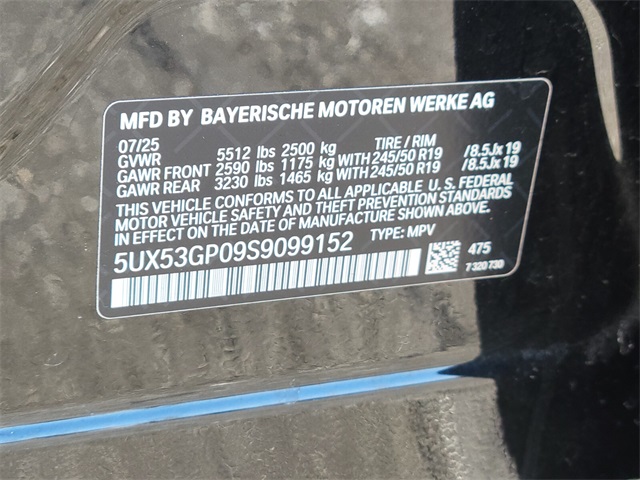 MFD BY BAYERISCHE MOTOREN WERKE AG
07/25
GVWR 5512 lbs 2500 kg TIRE / RIM
GAWR FRONT 2590 lbs 1175 kg WITH 245/50 R19 /8.5Jx19
GAWR REAR 3230 lbs 1465 kg WITH 245/50 R19 /8.5Jx19
THIS VEHICLE CONFORMS TO ALL APPLICABLE U. S. FEDERAL
MOTOR VEHICLE SAFETY AND THEFT PREVENTION STANDARDS
IN EFFECT ON THE DATE OF MANUFACTURE SHOWN ABOVE.
5UX53GP09S9099152 TYPE: MPV
475
7 320 730